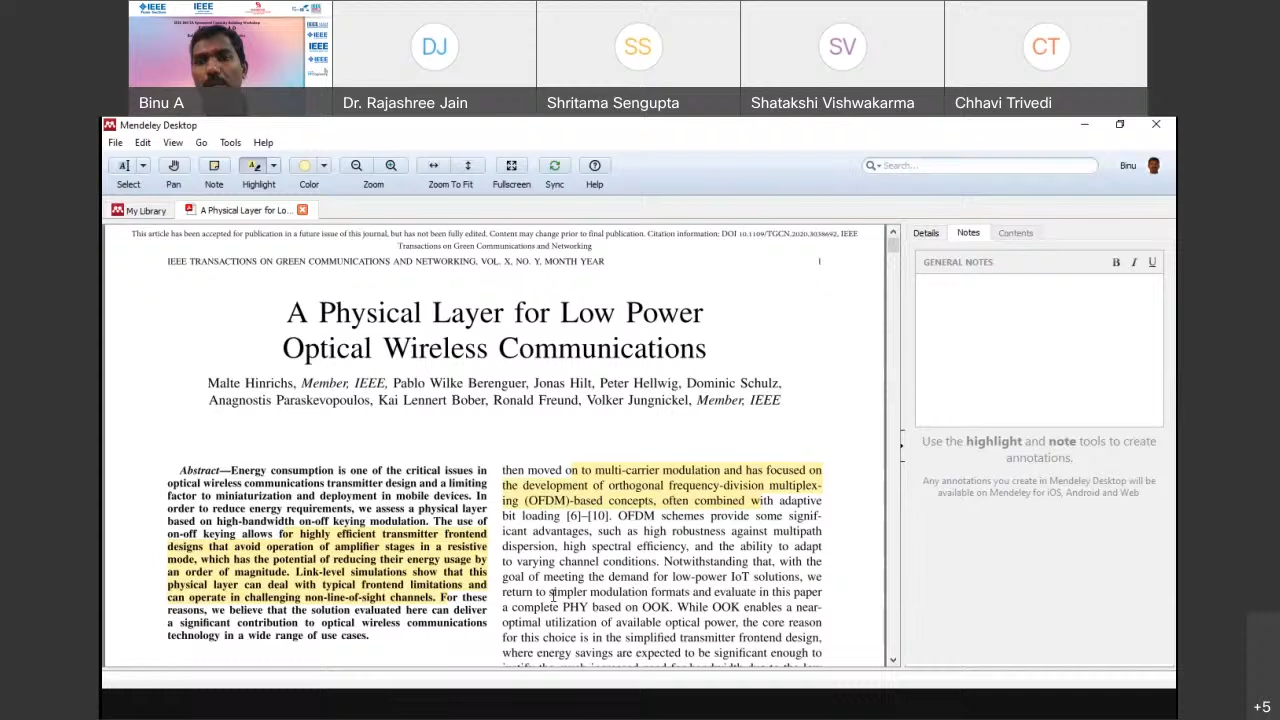 IEEE
IEEE
DJ
SS
SV
CT
IEEE
IEEE
Binu A
Dr. Rajashree Jain
Shritama Sengupta
Shatakshi Vishwakarma
Chhavi Trivedi
Mendeley Desktop
File Edit View Go Tools Help
Search...
Binu
Select Pan Note Highlight Color Zoom Zoom To Fit Fullscreen Sync Help
My Library
A Physical Layer for Lo...
This article has been accepted for publication in a future issue of this journal, but has not been fully edited. Content may change prior to final publication. Citation information: DOI 10.1109/TGCN.2020.3038692, IEEE
Transactions on Green Communications and Networking
IEEE TRANSACTIONS ON GREEN COMMUNICATIONS AND NETWORKING, VOL. X, NO. Y, MONTH YEAR 1
A Physical Layer for Low Power
Optical Wireless Communications
Malte Hinrichs, Member, IEEE, Pablo Wilke Berenguer, Jonas Hilt, Peter Hellwig, Dominic Schulz,
Anagnostis Paraskevopoulos, Kai Lennert Bober, Ronald Freund, Volker Jungnickel, Member, IEEE
Abstract—Energy consumption is one of the critical issues in
optical wireless communications transmitter design and a limiting
factor to miniaturization and deployment in mobile devices. In
order to reduce energy requirements, we assess a physical layer
based on high-bandwidth on-off keying modulation. The use of
on-off keying allows for highly efficient transmitter frontend
designs that avoid operation of amplifier stages in a resistive
mode, which has the potential of reducing their energy usage by
an order of magnitude. Link-level simulations show that this
physical layer can deal with typical frontend limitations and
can operate in challenging non-line-of-sight channels. For these
reasons, we believe that the solution evaluated here can deliver
a significant contribution to optical wireless communications
technology in a wide range of use cases.
then moved on to multi-carrier modulation and has focused on
the development of orthogonal frequency-division multiplex-
ing (OFDM)-based concepts, often combined with adaptive
bit loading [6]–[10]. OFDM schemes provide some signif-
icant advantages, such as high robustness against multipath
dispersion, high spectral efficiency, and the ability to adapt
to varying channel conditions. Notwithstanding that, with the
goal of meeting the demand for low-power IoT solutions, we
return to simpler modulation formats and evaluate in this paper
a complete PHY based on OOK. While OOK enables a near-
optimal utilization of available optical power, the core reason
for this choice is in the simplified transmitter frontend design,
where energy savings are expected to be significant enough to
Details Notes Contents
GENERAL NOTES B I U
Use the highlight and note tools to create
annotations.
Any annotations you create in Mendeley Desktop will be
available on Mendeley for iOS, Android and Web
+5